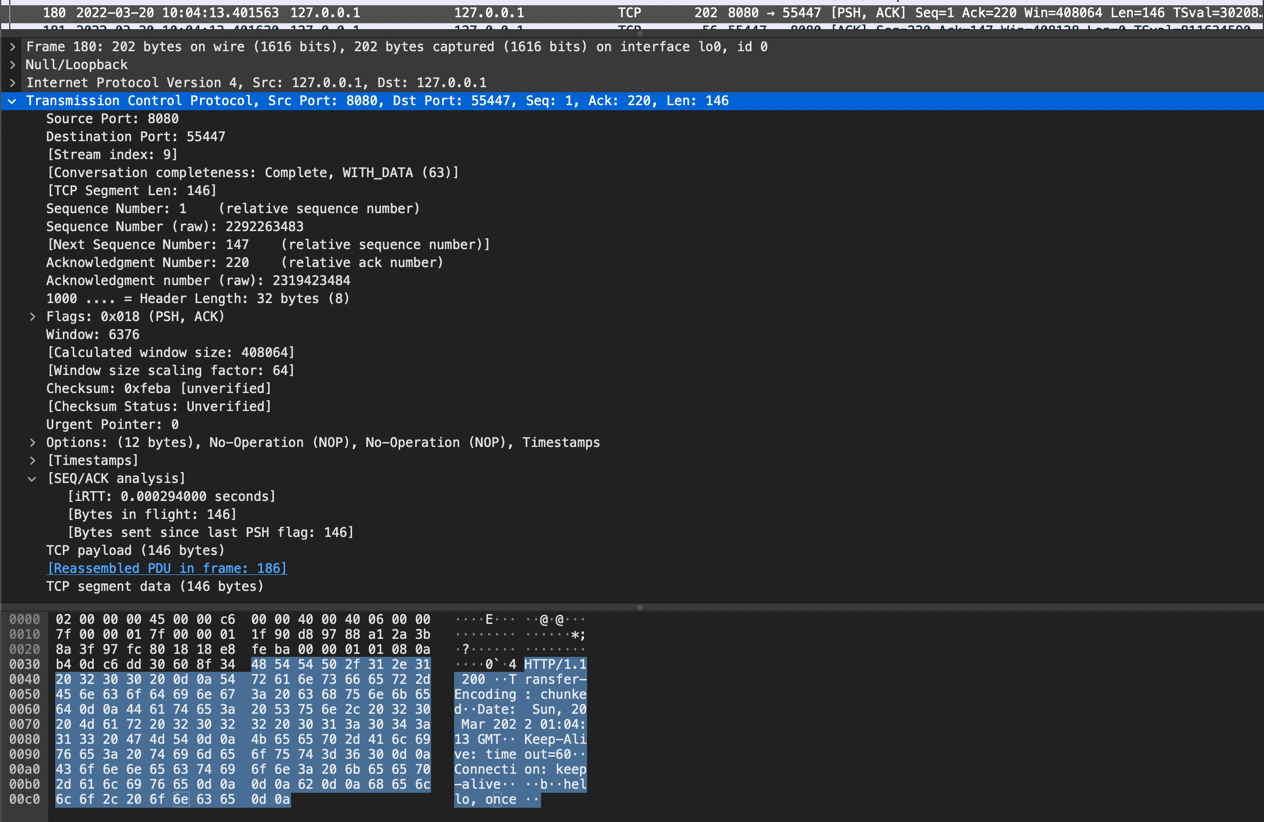 180 2022-03-20 10:04:13.401563 127.0.0.1 127.0.0.1 TCP 202 8080 → 55447 [PSH, ACK] Seq=1 Ack=220 Win=408064 Len=146 TSval=30208…
Frame 180: 202 bytes on wire (1616 bits), 202 bytes captured (1616 bits) on interface lo0, id 0
Null/Loopback
Internet Protocol Version 4, Src: 127.0.0.1, Dst: 127.0.0.1
Transmission Control Protocol, Src Port: 8080, Dst Port: 55447, Seq: 1, Ack: 220, Len: 146
Source Port: 8080
Destination Port: 55447
[Stream index: 9]
[Conversation completeness: Complete, WITH_DATA (63)]
[TCP Segment Len: 146]
Sequence Number: 1 (relative sequence number)
Sequence Number (raw): 2292263483
[Next Sequence Number: 147 (relative sequence number)]
Acknowledgment Number: 220 (relative ack number)
Acknowledgment number (raw): 2319423484
1000 .... = Header Length: 32 bytes (8)
Flags: 0x018 (PSH, ACK)
Window: 6376
[Calculated window size: 408064]
[Window size scaling factor: 64]
Checksum: 0xfeba [unverified]
[Checksum Status: Unverified]
Urgent Pointer: 0
Options: (12 bytes), No-Operation (NOP), No-Operation (NOP), Timestamps
[Timestamps]
[SEQ/ACK analysis]
[iRTT: 0.000294000 seconds]
[Bytes in flight: 146]
[Bytes sent since last PSH flag: 146]
TCP payload (146 bytes)
[Reassembled PDU in frame: 186]
TCP segment data (146 bytes)
0000 02 00 00 00 45 00 00 c6 00 00 40 00 40 06 00 00 ····E··· ··@·@···
0010 7f 00 00 01 7f 00 00 01 1f 90 d8 97 88 a1 2a 3b ········ ······*;
0020 8a 3f 97 fc 80 18 18 e8 fe ba 00 00 01 01 08 0a ·?······ ········
0030 b4 0d c6 dd 30 60 8f 34 48 54 54 50 2f 31 2e 31 ····0`·4 HTTP/1.1
0040 20 32 30 30 20 0d 0a 54 72 61 6e 73 66 65 72 2d 200 ··T ransfer-
0050 45 6e 63 6f 64 69 6e 67 3a 20 63 68 75 6e 6b 65 Encoding : chunke
0060 64 0d 0a 44 61 74 65 3a 20 53 75 6e 2c 20 32 30 d··Date: Sun, 20
0070 20 4d 61 72 20 32 30 32 32 20 30 31 3a 30 34 3a Mar 202 2 01:04:
0080 31 33 20 47 4d 54 0d 0a 4b 65 65 70 2d 41 6c 69 13 GMT·· Keep-Ali
0090 76 65 3a 20 74 69 6d 65 6f 75 74 3d 36 30 0d 0a ve: time out=60··
00a0 43 6f 6e 6e 65 63 74 69 6f 6e 3a 20 6b 65 65 70 Connecti on: keep
00b0 2d 61 6c 69 76 65 0d 0a 0d 0a 62 0d 0a 68 65 6c -alive·· ··b··hel
00c0 6c 6f 2c 20 6f 6e 63 65 0d 0a lo, once ··